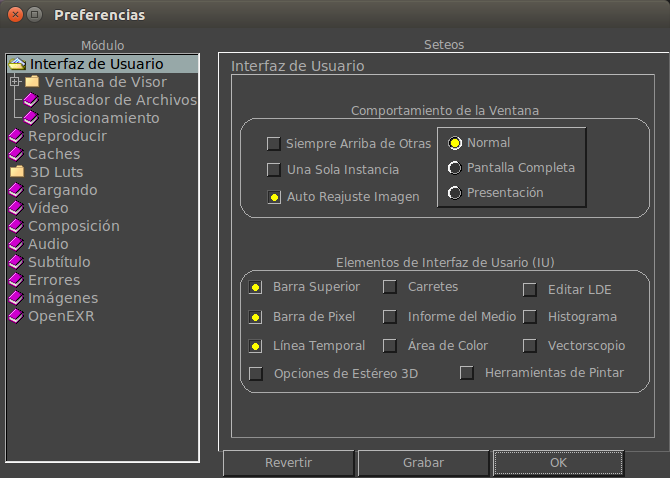 Preferencias
Módulo
Interfaz de Usuario
Ventana de Visor
Buscador de Archivos
Posicionamiento
Reproducir
Caches
3D Luts
Cargando
Vídeo
Composición
Audio
Subtítulo
Errores
Imágenes
OpenEXR
Seteos
Interfaz de Usuario
Comportamiento de la Ventana
Siempre Arriba de Otras
Una Sola Instancia
Auto Reajuste Imagen
Normal
Pantalla Completa
Presentación
Elementos de Interfaz de Usario (IU)
Barra Superior Carretes Editar LDE
Barra de Pixel Informe del Medio Histograma
Línea Temporal Área de Color Vectorscopio
Opciones de Estéreo 3D Herramientas de Pintar
Revertir Grabar OK